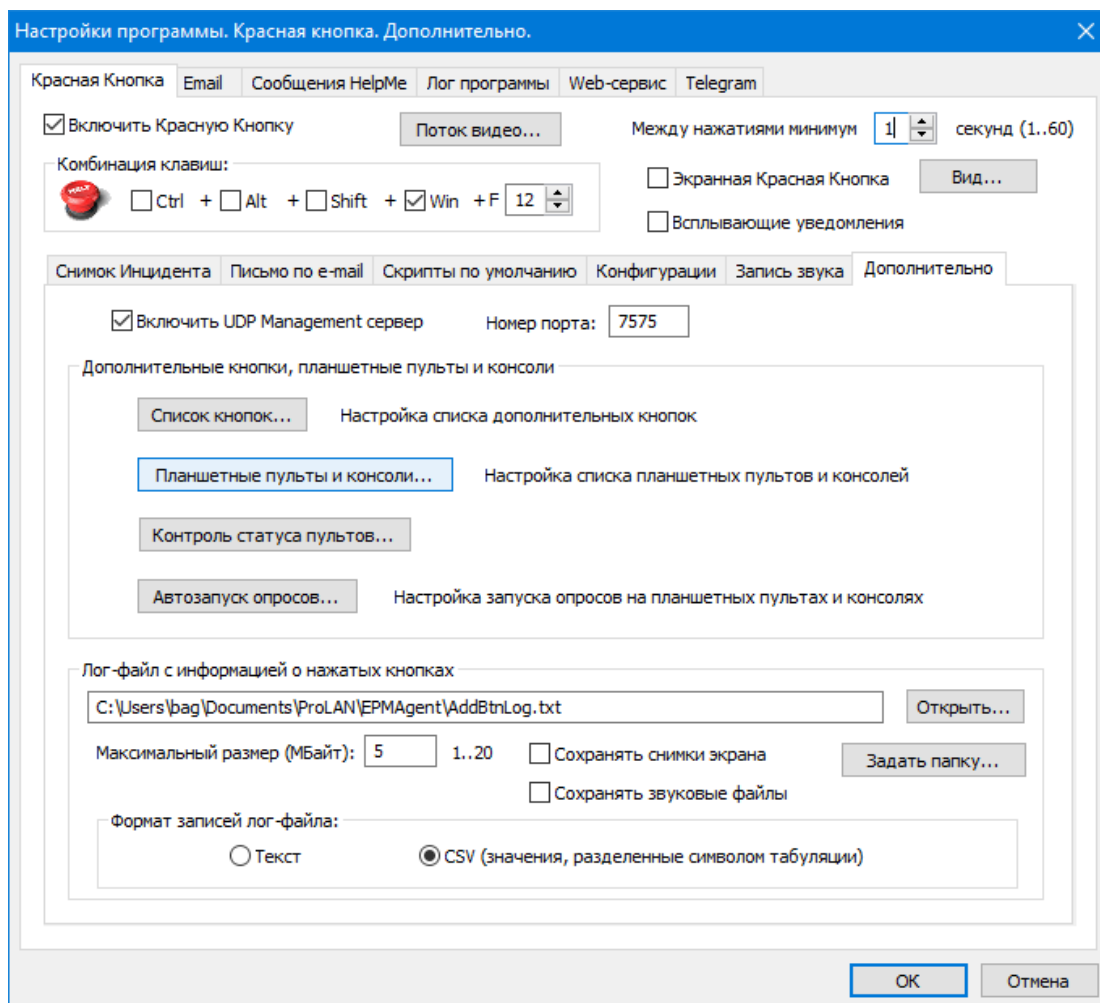 Настройки программы. Красная кнопка. Дополнительно.
Красная Кнопка Email Сообщения HelpMe Лог программы Web-сервис Telegram
Включить Красную Кнопку Поток видео... Между нажатиями минимум 1 секунд (1..60)
Комбинация клавиш:
Экранная Красная Кнопка Вид...
Ctrl + Alt + Shift + Win + F 12
Всплывающие уведомления
Снимок Инцидента Письмо по e-mail Скрипты по умолчанию Конфигурации Запись звука Дополнительно
Включить UDP Management сервер Номер порта: 7575
Дополнительные кнопки, планшетные пульты и консоли
Список кнопок... Настройка списка дополнительных кнопок
Планшетные пульты и консоли... Настройка списка планшетных пультов и консолей
Контроль статуса пультов...
Автозапуск опросов... Настройка запуска опросов на планшетных пультах и консолях
Лог-файл с информацией о нажатых кнопках
C:\Users\bag\Documents\ProLAN\EPMAgent\AddBtnLog.txt Открыть...
Максимальный размер (МБайт): 5 1..20 Сохранять снимки экрана Задать папку...
Сохранять звуковые файлы
Формат записей лог-файла:
Текст CSV (значения, разделенные символом табуляции)
OK Отмена